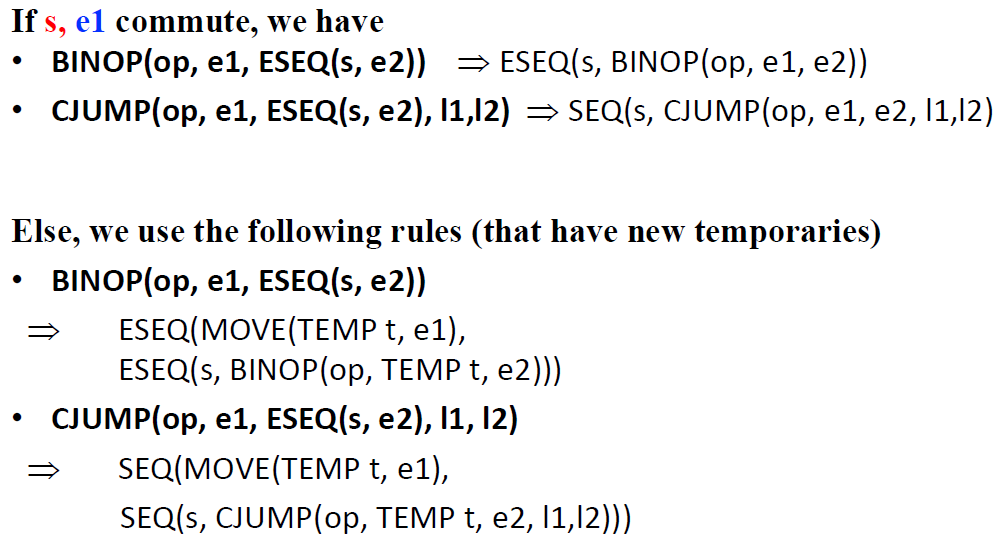 If s, e1 commute, we have
• BINOP(op, e1, ESEQ(s, e2)) ⇒ ESEQ(s, BINOP(op, e1, e2))
• CJUMP(op, e1, ESEQ(s, e2), l1,l2) ⇒ SEQ(s, CJUMP(op, e1, e2, l1,l2)
Else, we use the following rules (that have new temporaries)
• BINOP(op, e1, ESEQ(s, e2))
⇒ ESEQ(MOVE(TEMP t, e1),
ESEQ(s, BINOP(op, TEMP t, e2)))
• CJUMP(op, e1, ESEQ(s, e2), l1, l2)
⇒ SEQ(MOVE(TEMP t, e1),
SEQ(s, CJUMP(op, TEMP t, e2, l1,l2)))